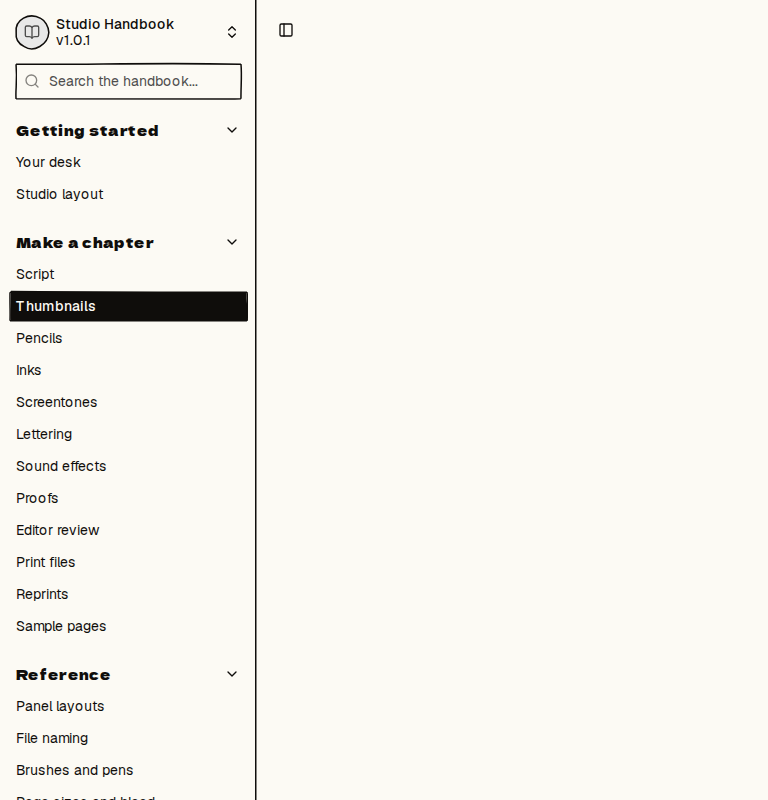 Studio Handbook
v1.0.1
Search the handbook...
Getting started
Your desk
Studio layout
Make a chapter
Script
Thumbnails
Pencils
Inks
Screentones
Lettering
Sound effects
Proofs
Editor review
Print files
Reprints
Sample pages
Reference
Panel layouts
File naming
Brushes and pens